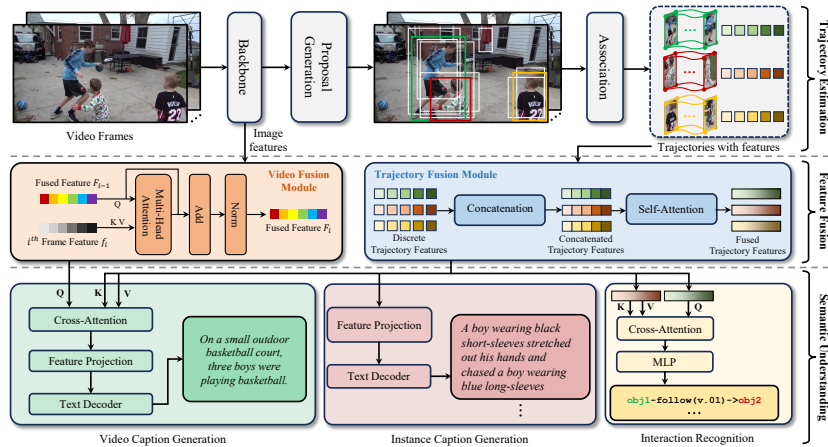 Video Frames
Backbone
Image
features
Proposal
Generation
Association
Trajectories with features
Trajectory Estimation
Video Fusion
Module
Fused Feature Fi−1
Q
K V
ith Frame Feature fi
Multi-Head
Attention
Add
Norm
Fused Feature Fi
Trajectory Fusion Module
Discrete
Trajectory Features
Concatenation
Concatenated
Trajectory Features
Self-Attention
Fused
Trajectory Features
Feature Fusion
Q
K
V
Cross-Attention
Feature Projection
Text Decoder
On a small outdoor
basketball court,
three boys were
playing basketball.
Video Caption Generation
Feature Projection
Text Decoder
A boy wearing black
short-sleeves stretched
out his hands and
chased a boy wearing
blue long-sleeves
Instance Caption Generation
K
V
Q
Cross-Attention
MLP
obj1-follow(v.01)->obj2
...
Interaction Recognition
Semantic Understanding